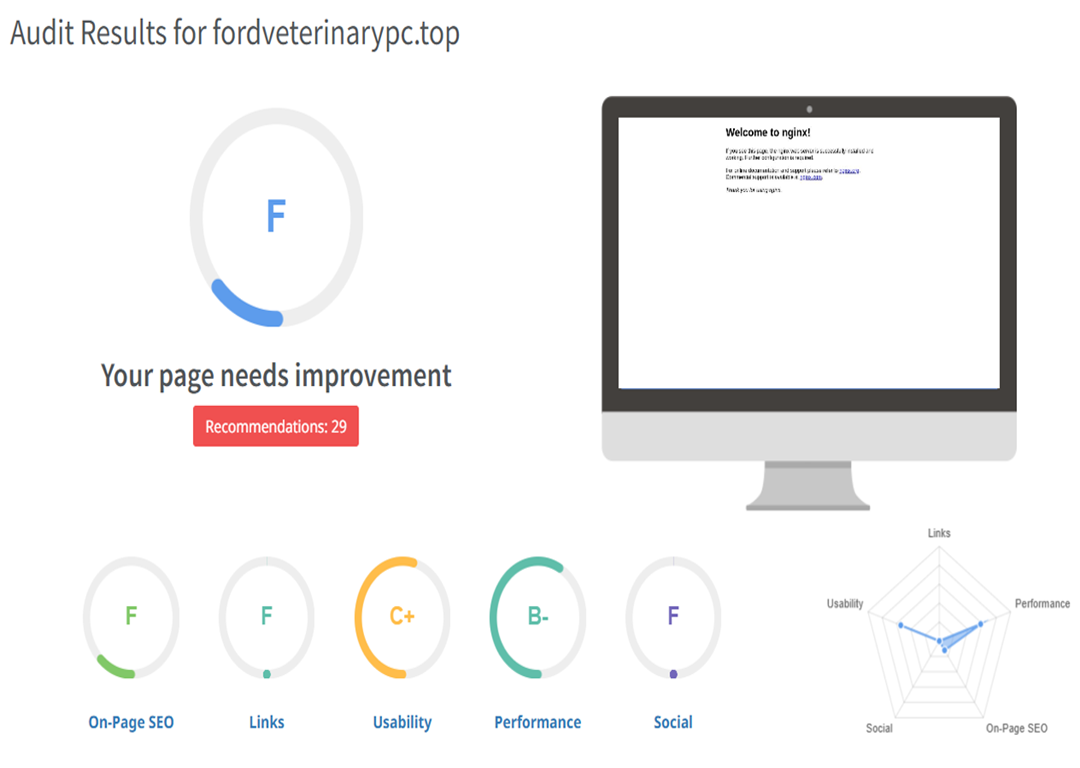 Audit Results for fordveterinarypc.top
F
Your page needs improvement
Recommendations: 29
Welcome to nginx!
If you see this page, the nginx web server is successfully installed and
working. Further configuration is required.
For online documentation and support please refer to nginx.org.
Commercial support is available at nginx.com.
Thank you for using nginx.
F
F
C+
B-
F
On-Page SEO
Links
Usability
Performance
Social
Links
Usability
Performance
Social
On-Page SEO